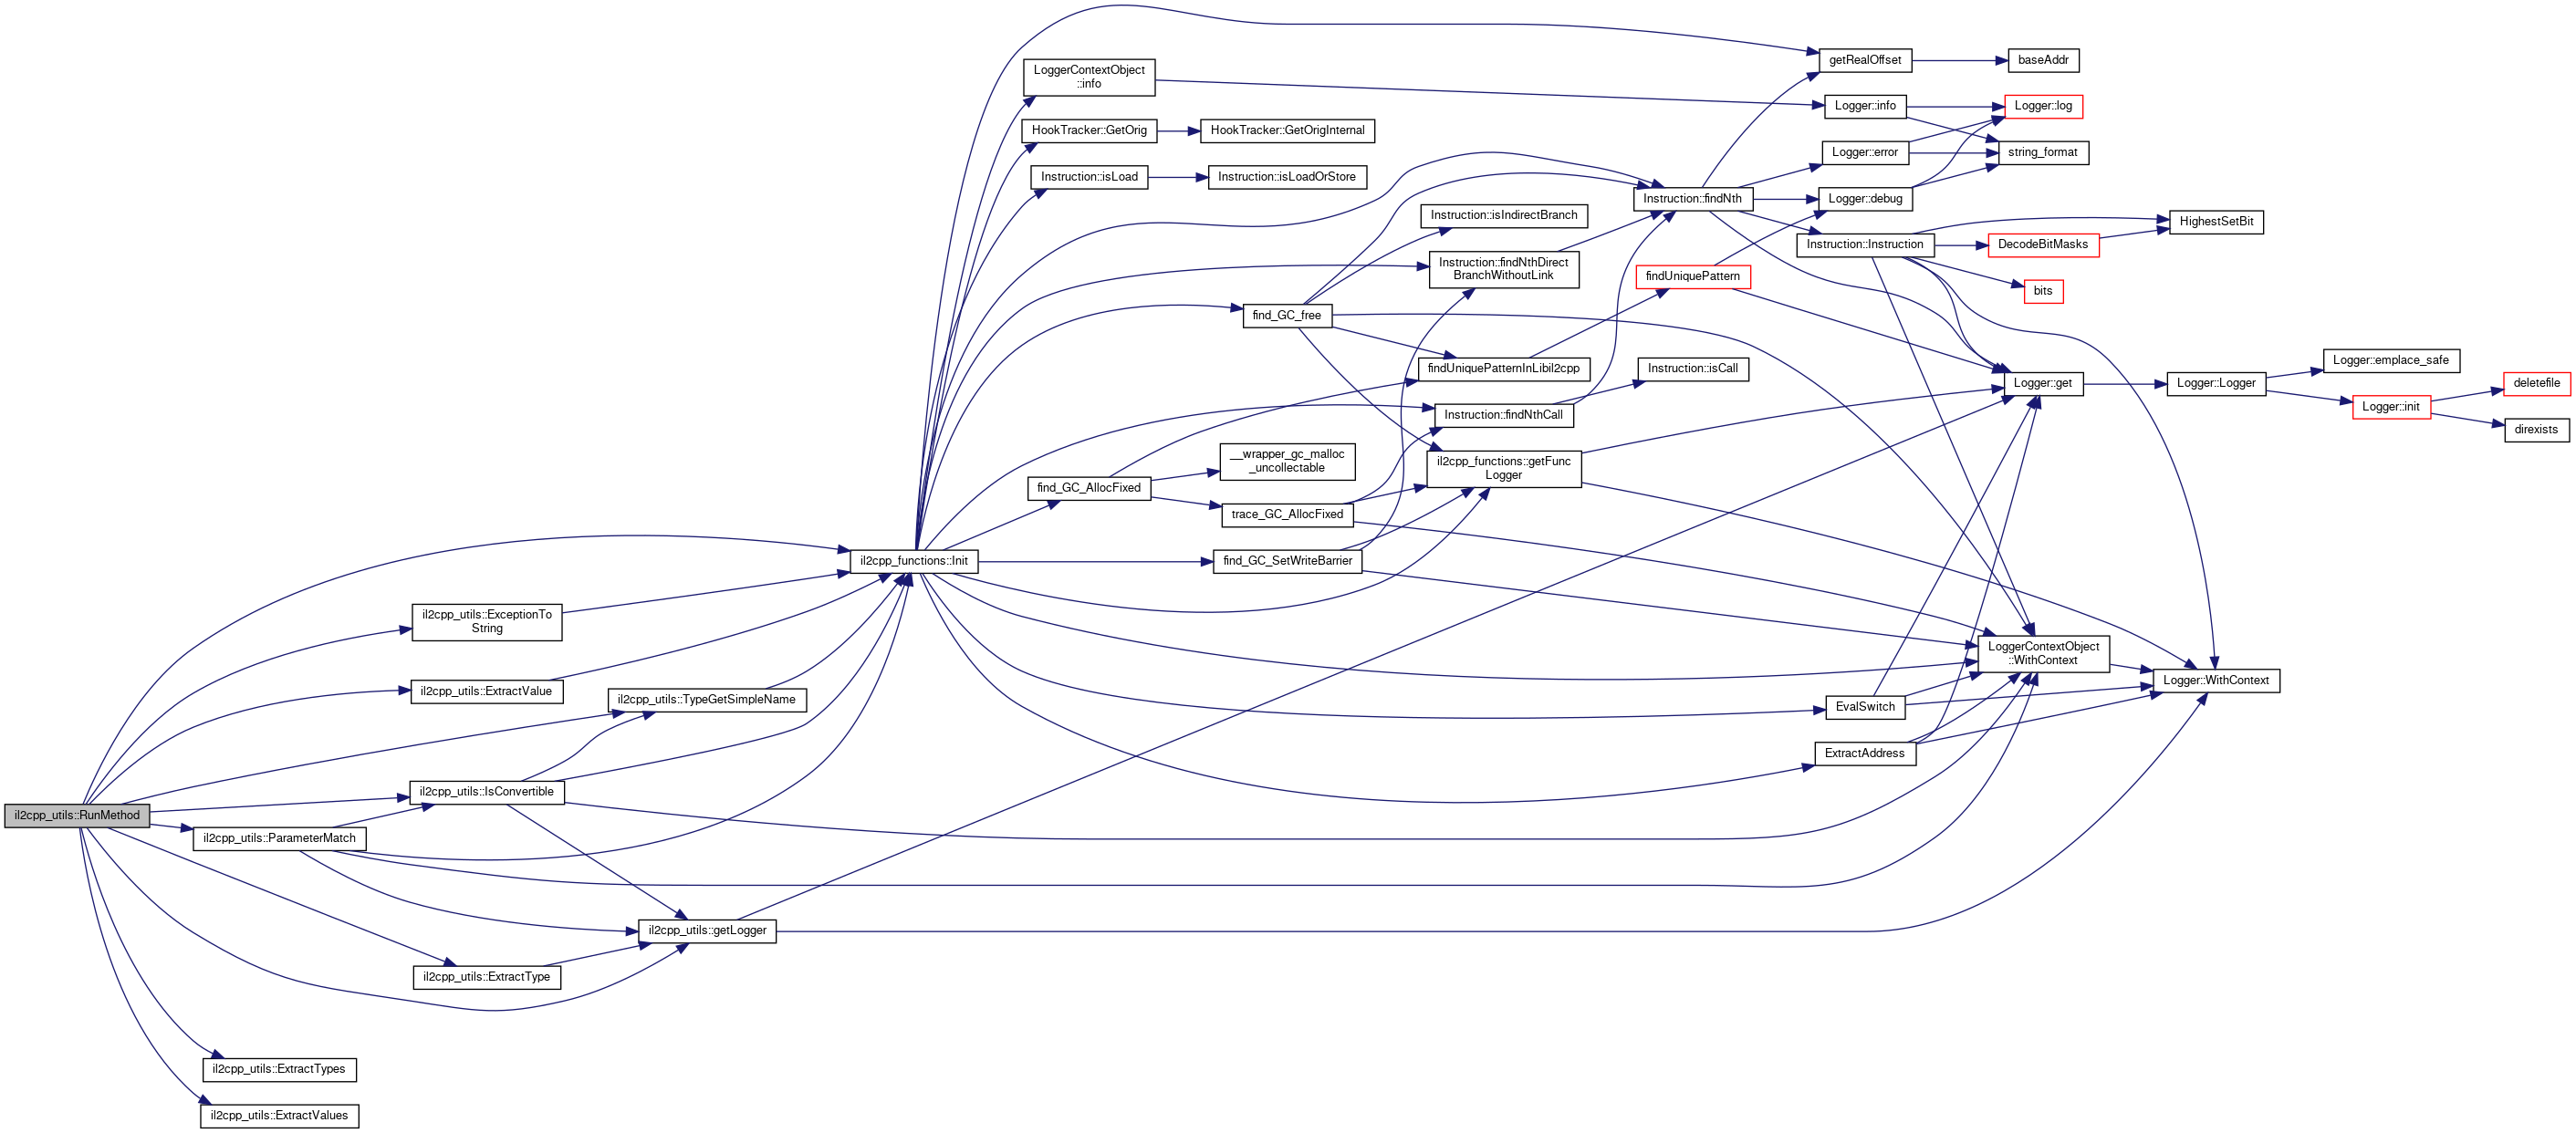 getRealOffset
baseAddr
LoggerContextObject
::info
Logger::info
Logger::log
HookTracker::GetOrig
HookTracker::GetOrigInternal
Logger::error
string_format
Instruction::isLoad
Instruction::isLoadOrStore
Instruction::findNth
Logger::debug
Instruction::isIndirectBranch
HighestSetBit
Instruction::Instruction
DecodeBitMasks
Instruction::findNthDirect
BranchWithoutLink
findUniquePattern
bits
find_GC_free
findUniquePatternInLibil2cpp
Instruction::isCall
Logger::get
Logger::Logger
Logger::emplace_safe
Logger::init
deletefile
direxists
Instruction::findNthCall
__wrapper_gc_malloc
_uncollectable
il2cpp_functions::getFunc
Logger
find_GC_AllocFixed
trace_GC_AllocFixed
il2cpp_functions::Init
find_GC_SetWriteBarrier
il2cpp_utils::ExceptionTo
String
LoggerContextObject
::WithContext
Logger::WithContext
il2cpp_utils::ExtractValue
il2cpp_utils::TypeGetSimpleName
EvalSwitch
ExtractAddress
il2cpp_utils::IsConvertible
il2cpp_utils::RunMethod
il2cpp_utils::ParameterMatch
il2cpp_utils::getLogger
il2cpp_utils::ExtractType
il2cpp_utils::ExtractTypes
il2cpp_utils::ExtractValues